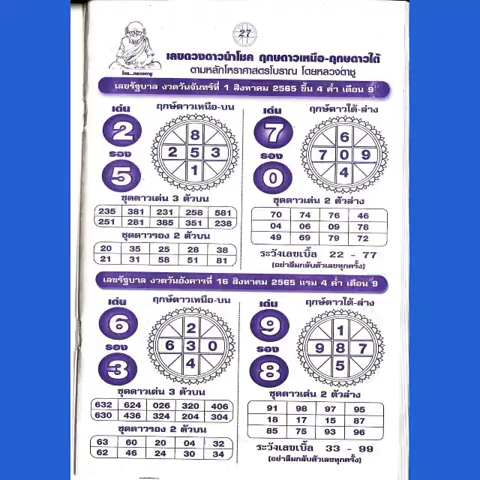 27
เลขดวงดาวนำโชค ฤกษดาวเหนือ-ฤกษดาวใต้
ตามหลักโหราศาสตร์โบราณ โดยหลวงตาชู
เลขรัฐบาล งวดวันจันทร์ที่ 1 สิงหาคม 2565 ขึ้น 4 ค่ำ เดือน 9
เด่น ฤกษ์ดาวเหนือ-บน
2
รอง
5
8
2 5 3
1
ชุดดาวเด่น 3 ตัวบน
235 381 231 258 581
251 281 385 351 238
ชุดดาวรอง 2 ตัวบน
20 35 25 28 38
21 31 58 51 81
เด่น ฤกษ์ดาวใต้-ล่าง
7
รอง
0
6
7 0 9
4
ชุดดาวเด่น 2 ตัวล่าง
70 74 76 46
04 06 09 78
49 69 79 72
ระวังเลขเบิ้ล 22 - 77
(อย่าลืมกลับตัวเลขทุกครั้ง)
เลขรัฐบาล งวดวันอังคารที่ 16 สิงหาคม 2565 แรม 4 ค่ำ เดือน 9
เด่น ฤกษ์ดาวเหนือ-บน
6
รอง
3
2
6 3 0
4
ชุดดาวเด่น 3 ตัวบน
632 624 026 320 406
630 436 324 204 304
ชุดดาวรอง 2 ตัวบน
63 60 20 04 32
62 46 24 30 34
เด่น ฤกษ์ดาวใต้-ล่าง
9
รอง
8
1
9 8 7
5
ชุดดาวเด่น 2 ตัวล่าง
91 98 97 95
18 17 15 87
85 75 93 96
ระวังเลขเบิ้ล 33 - 99
(อย่าลืมกลับตัวเลขทุกครั้ง)